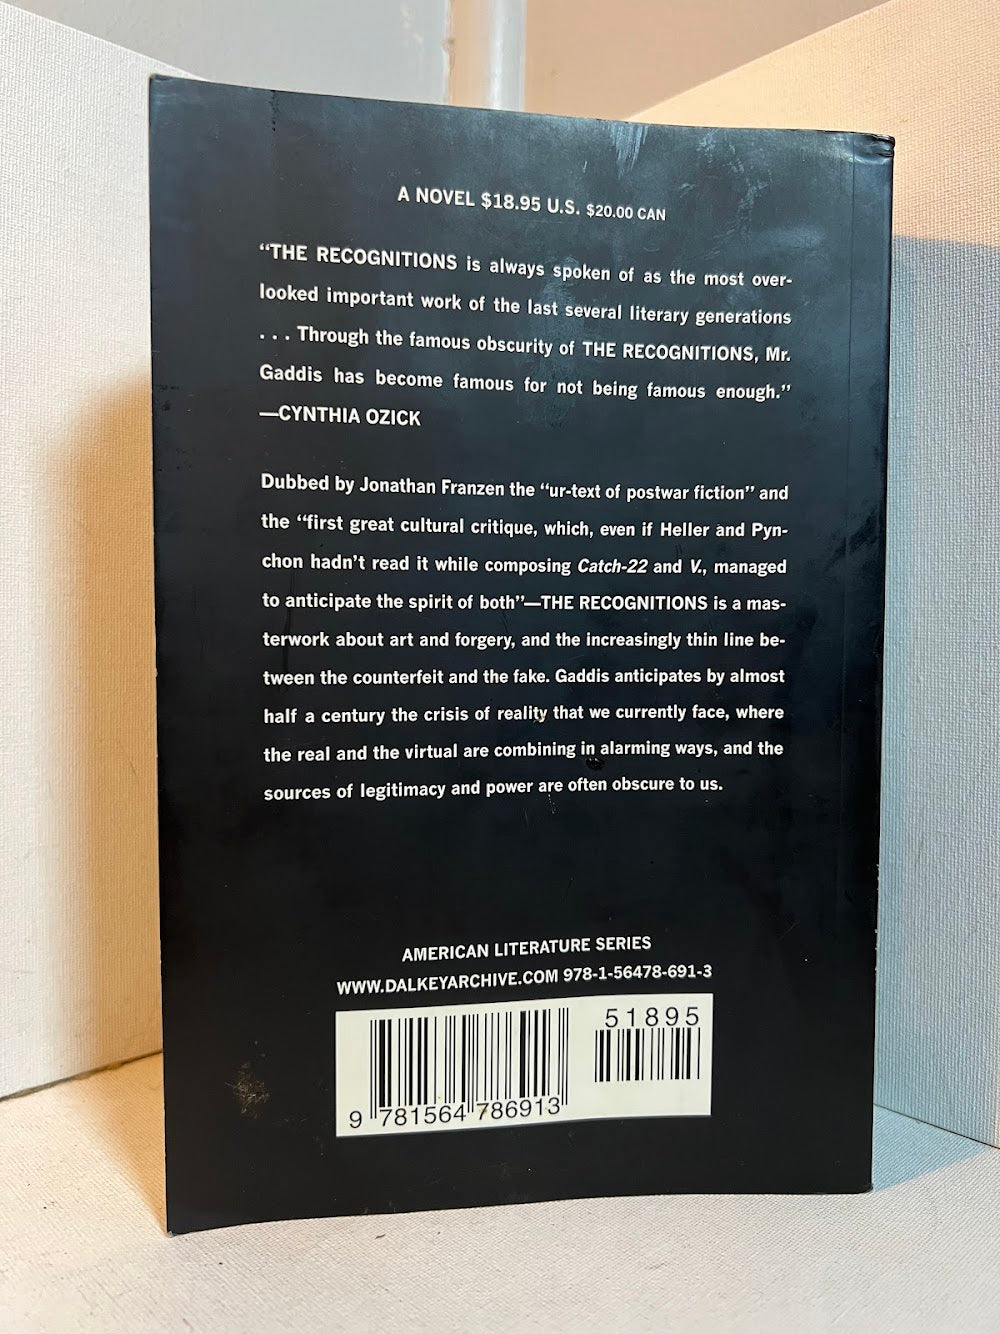 A NOVEL $18.95 U.S. $20.00 CAN
“THE RECOGNITIONS is always spoken of as the most over-
looked important work of the last several literary generations
. . . Through the famous obscurity of THE RECOGNITIONS, Mr.
Gaddis has become famous for not being famous enough.”
—CYNTHIA OZICK
Dubbed by Jonathan Franzen the “ur-text of postwar fiction” and
the “first great cultural critique, which, even if Heller and Pyn-
chon hadn’t read it while composing Catch-22 and V., managed
to anticipate the spirit of both”—THE RECOGNITIONS is a mas-
terwork about art and forgery, and the increasingly thin line be-
tween the counterfeit and the fake. Gaddis anticipates by almost
half a century the crisis of reality that we currently face, where
the real and the virtual are combining in alarming ways, and the
sources of legitimacy and power are often obscure to us.
AMERICAN LITERATURE SERIES
WWW.DALKEYARCHIVE.COM 978-1-56478-691-3
51895
9 781564 786913